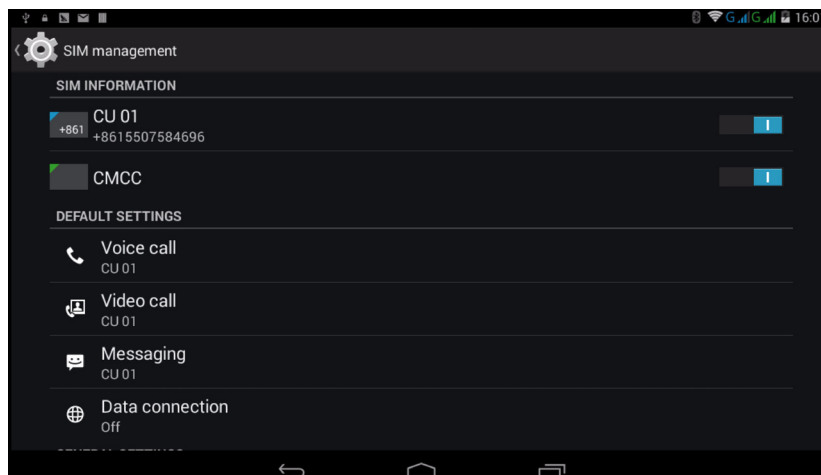 G G 16:0
SIM management
SIM INFORMATION
+861
CU 01
+8615507584696
CMCC
DEFAULT SETTINGS
Voice call
CU 01
Video call
CU 01
Messaging
CU 01
Data connection
Off